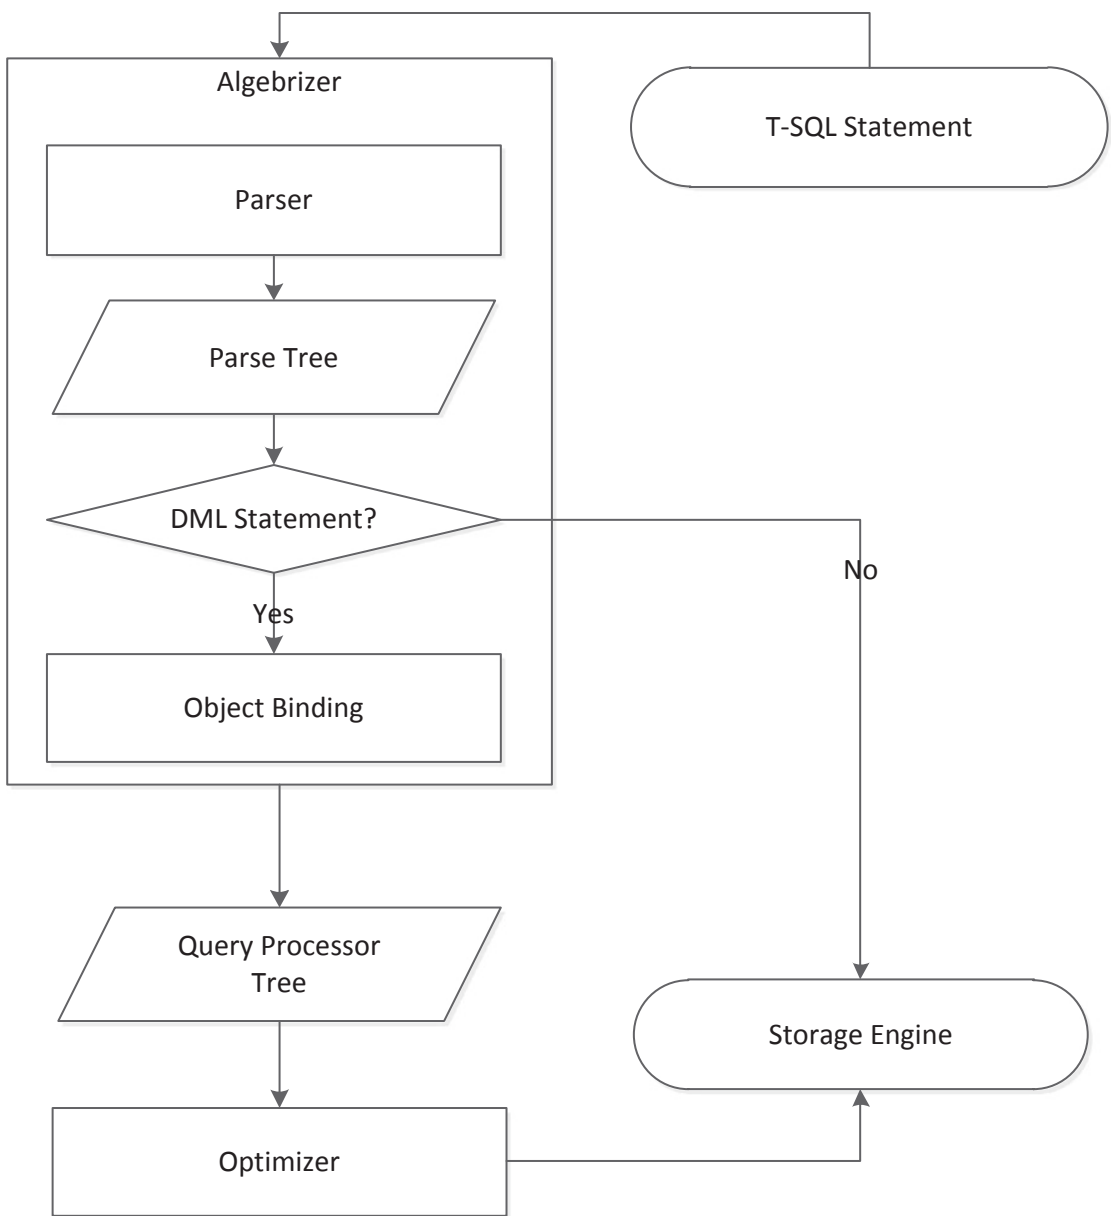 Algebrizer
T-SQL Statement
Parser
Parse Tree
DML Statement?
No
Yes
Object Binding
Query Processor
Tree
Storage Engine
Optimizer